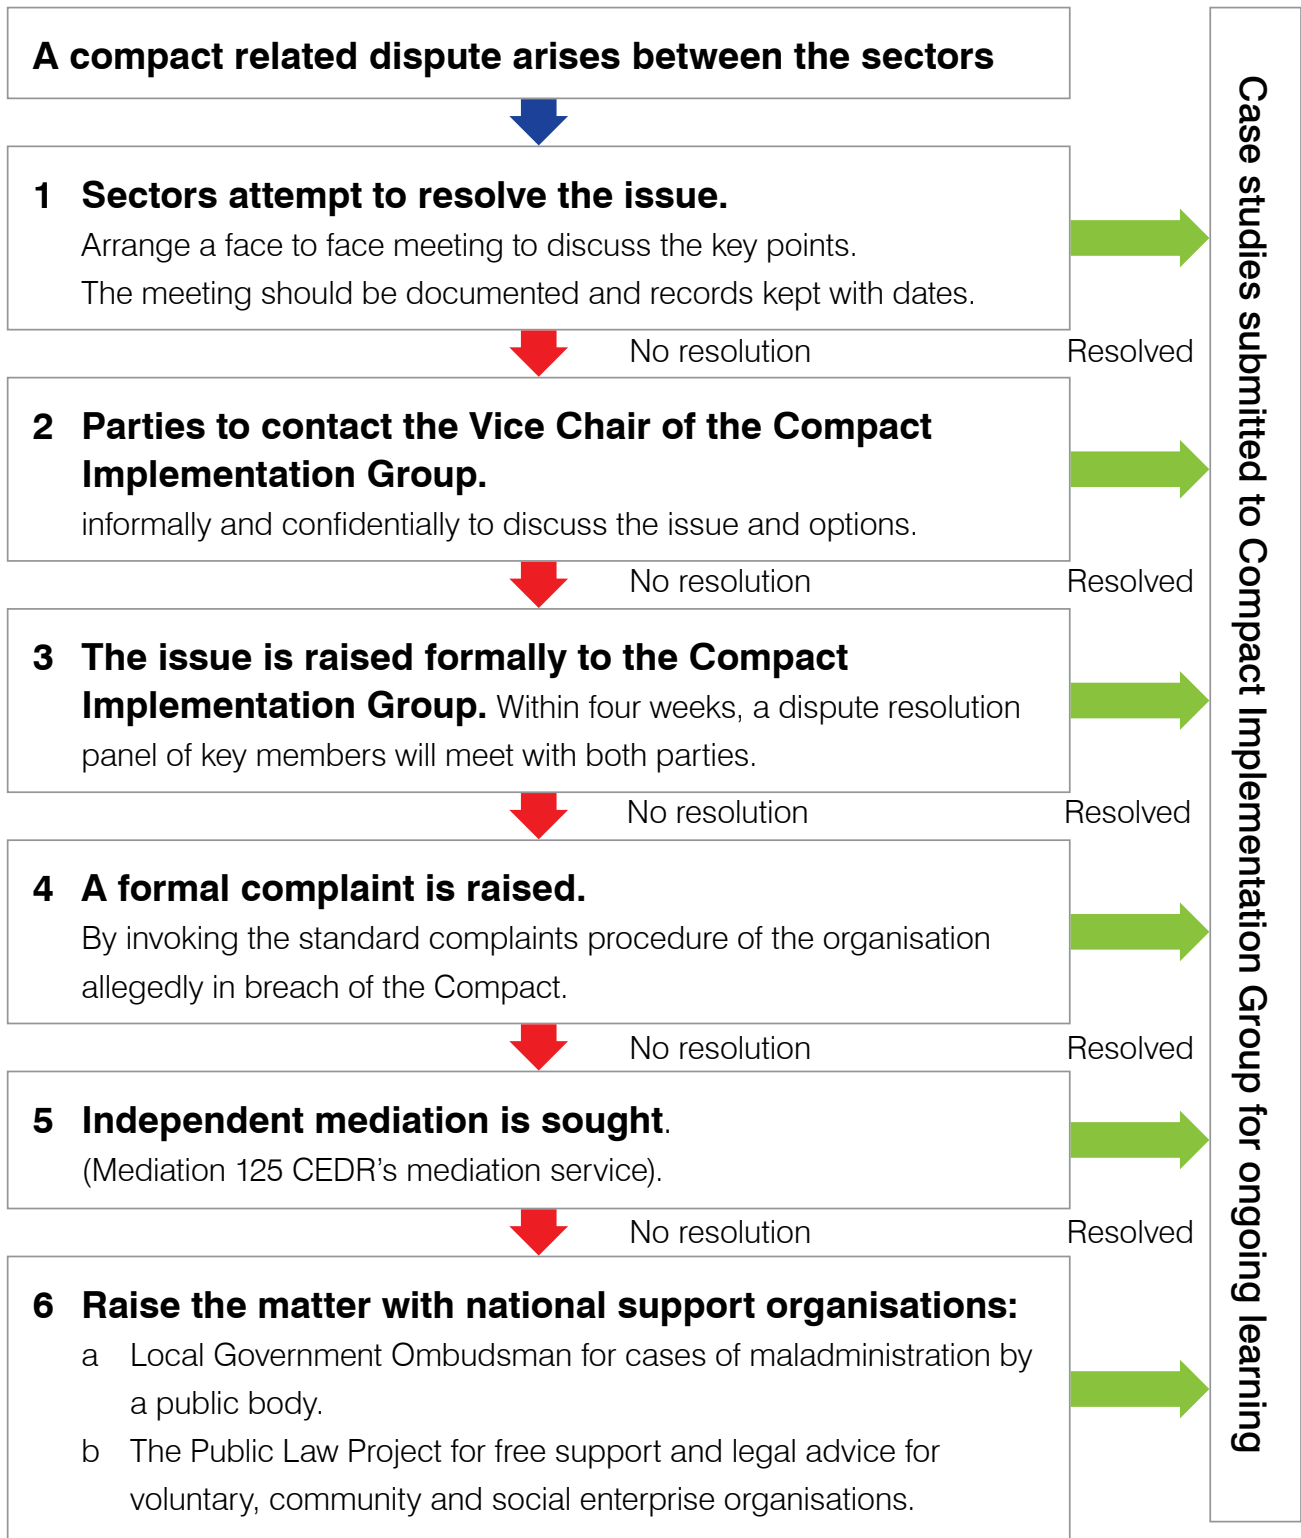 A compact related dispute arises between the sectors
1 Sectors attempt to resolve the issue.
Arrange a face to face meeting to discuss the key points.
The meeting should be documented and records kept with dates.
No resolution Resolved
2 Parties to contact the Vice Chair of the Compact
Implementation Group.
informally and confidentially to discuss the issue and options.
No resolution Resolved
3 The issue is raised formally to the Compact
Implementation Group. Within four weeks, a dispute resolution
panel of key members will meet with both parties.
No resolution Resolved
4 A formal complaint is raised.
By invoking the standard complaints procedure of the organisation
allegedly in breach of the Compact.
No resolution Resolved
5 Independent mediation is sought.
(Mediation 125 CEDR’s mediation service).
No resolution Resolved
6 Raise the matter with national support organisations:
a Local Government Ombudsman for cases of maladministration by
a public body.
b The Public Law Project for free support and legal advice for
voluntary, community and social enterprise organisations.
Case studies submitted to Compact Implementation Group for ongoing learning